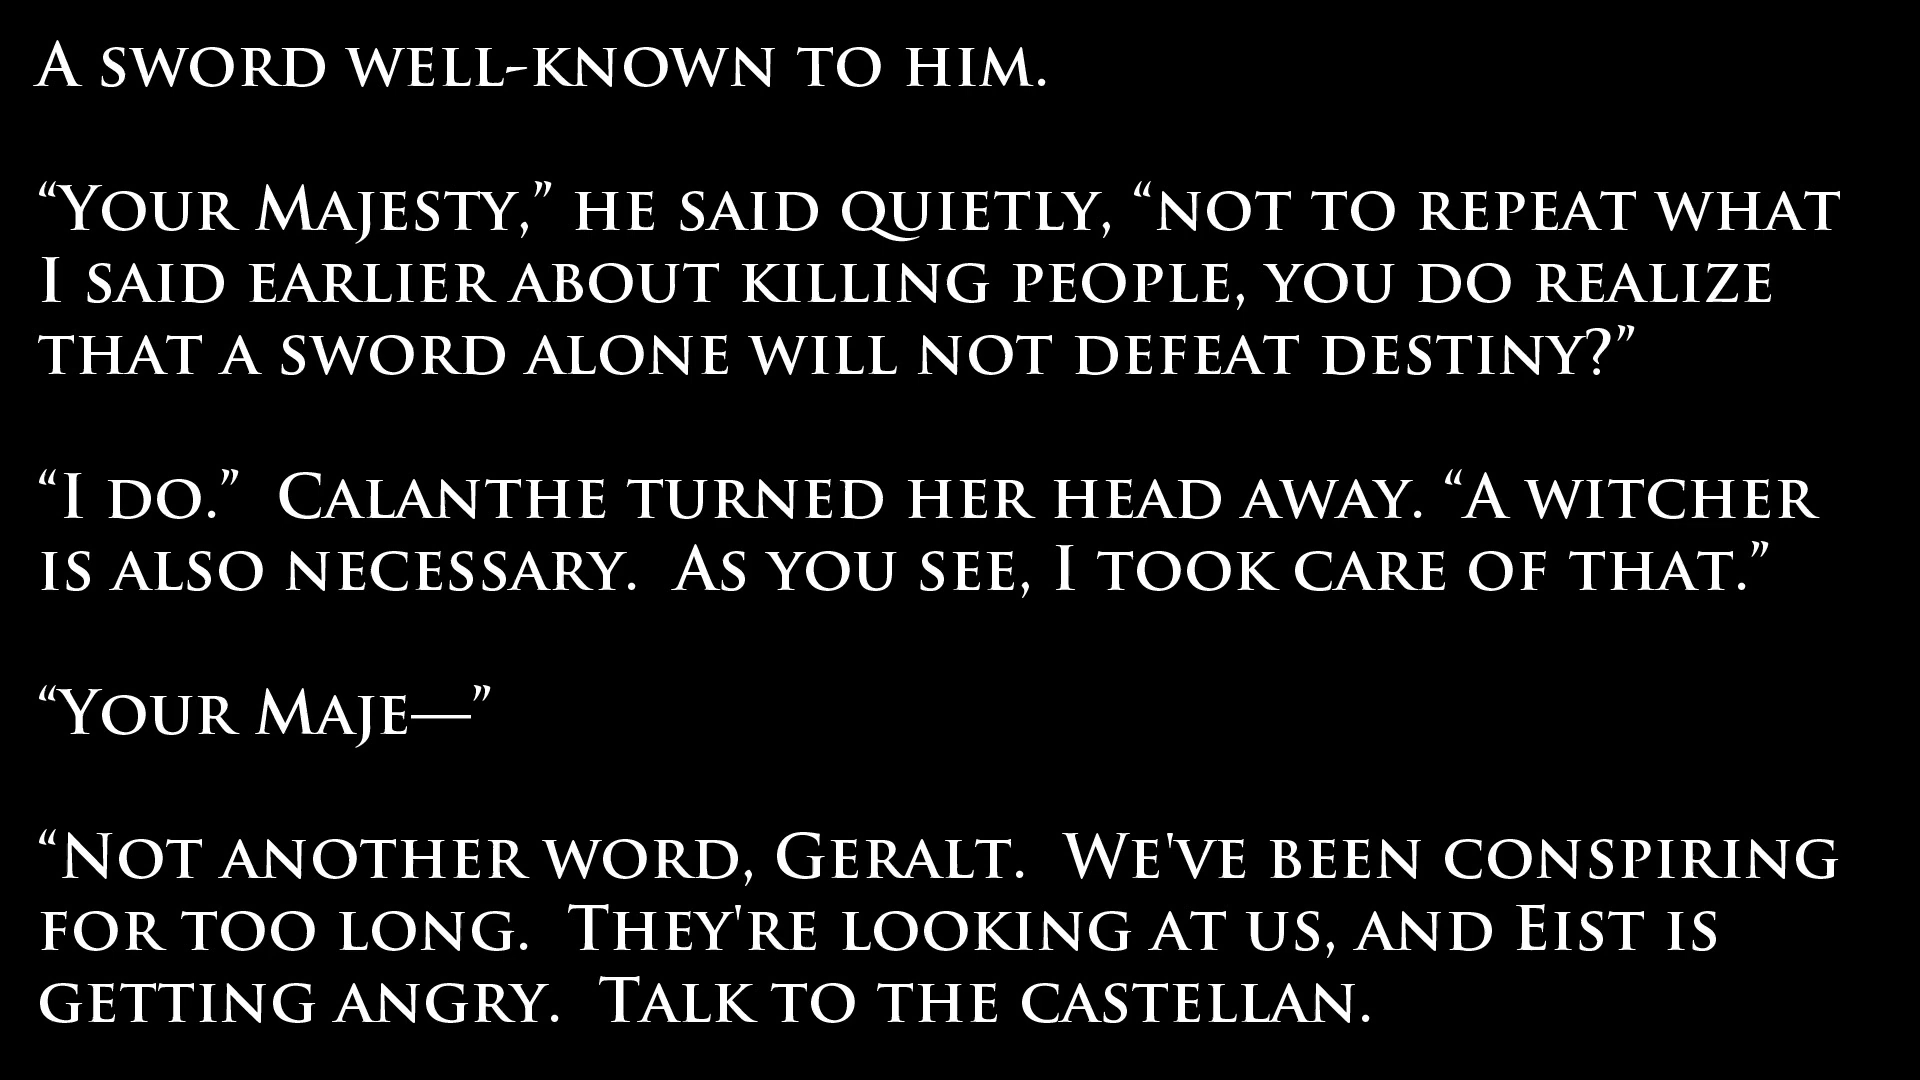 A sword well-known to him.
“Your Majesty,” he said quietly, “not to repeat what
I said earlier about killing people, you do realize
that a sword alone will not defeat destiny?”
“I do.”  Calanthe turned her head away. “A witcher
is also necessary.  As you see, I took care of that.”
“Your Maje—”
“Not another word, Geralt.  We've been conspiring
for too long.  They're looking at us, and Eist is
getting angry.  Talk to the castellan.